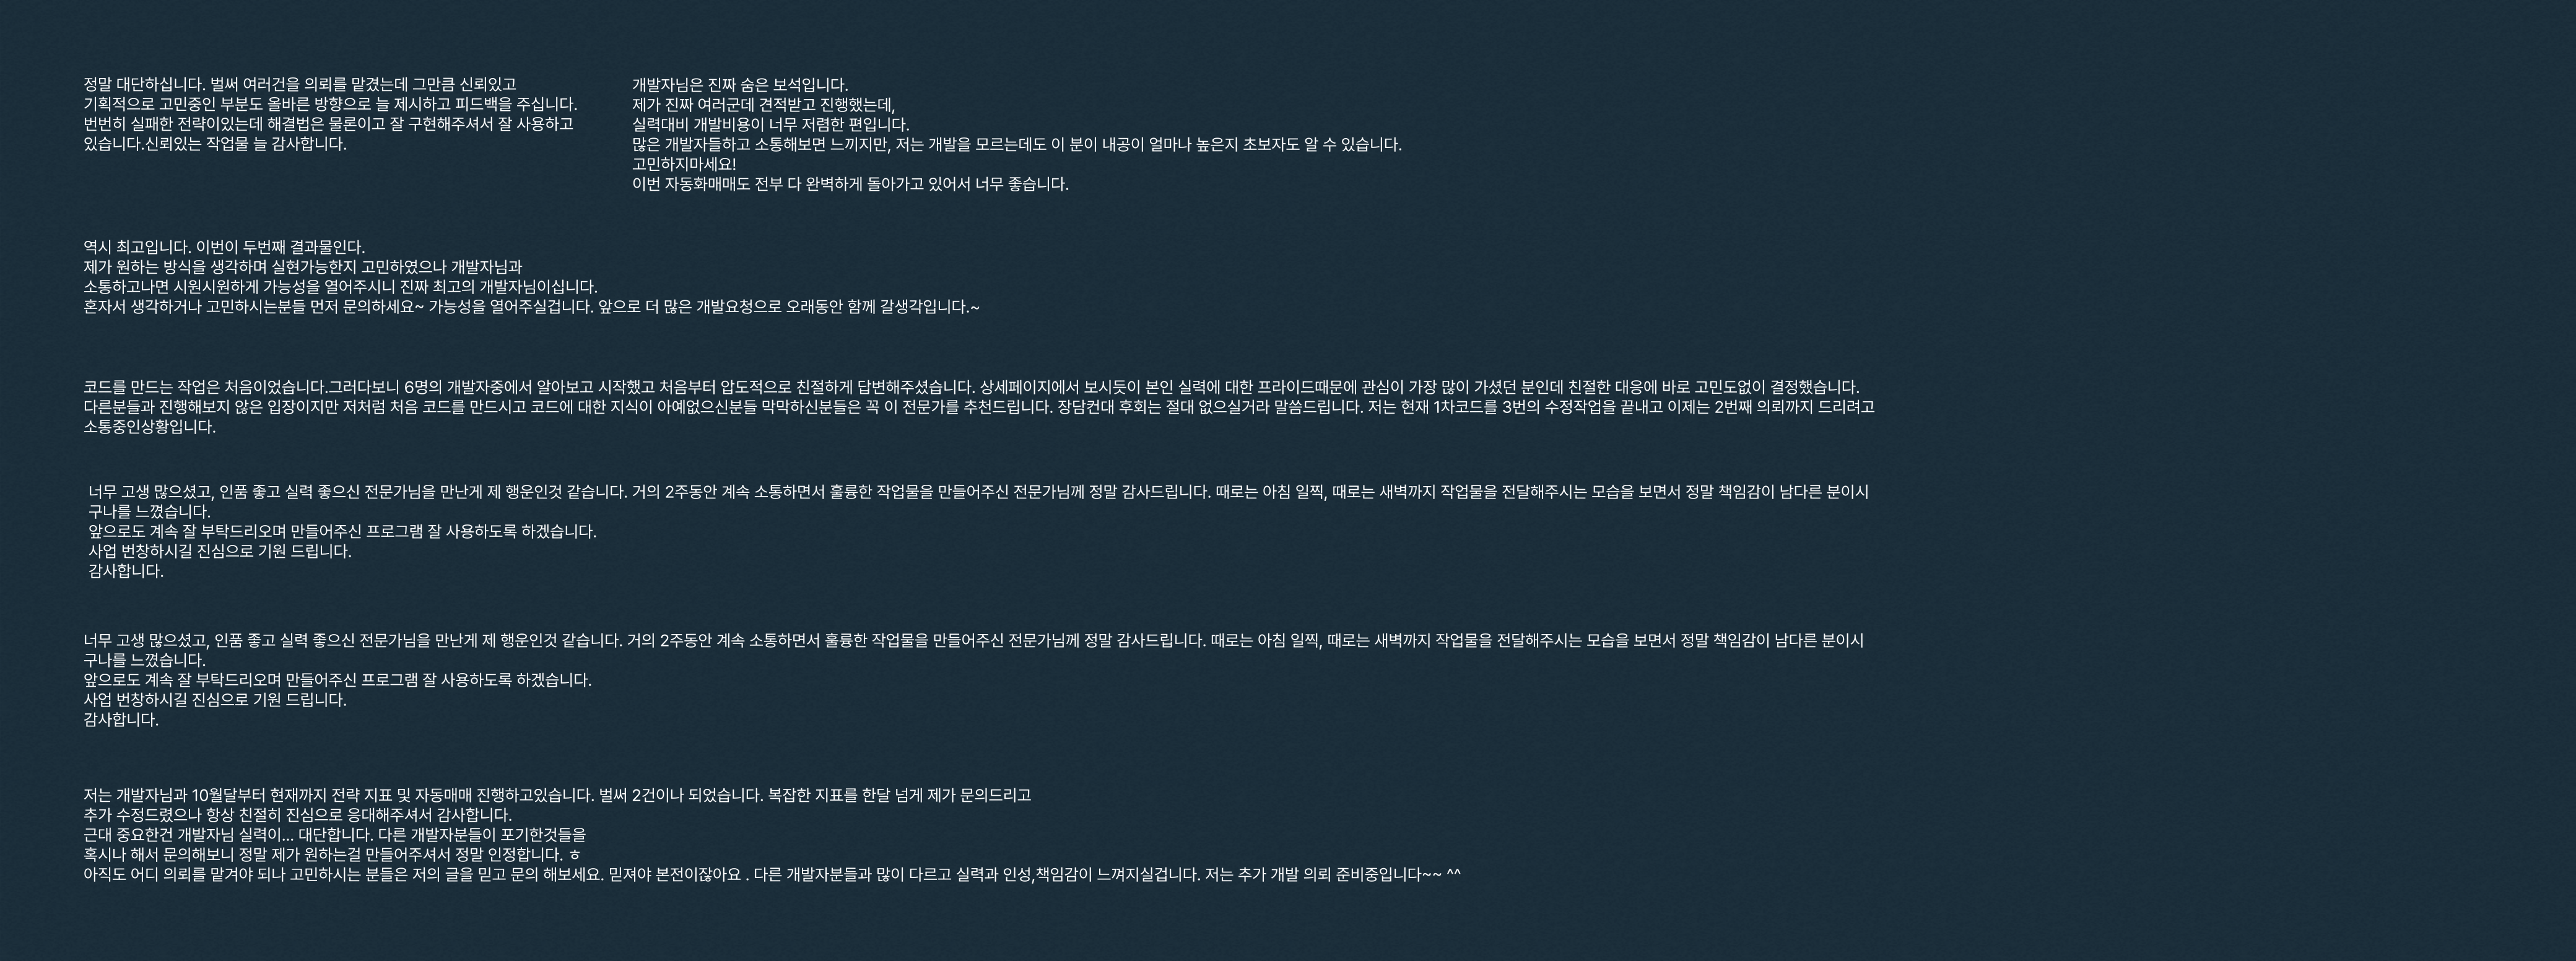 정말 대단하십니다. 벌써 여러건을 의뢰를 맡겼는데 그만큼 신뢰있고
기획적으로 고민중인 부분도 올바른 방향으로 늘 제시하고 피드백을 주십니다.
번번히 실패한 전략이있는데 해결법은 물론이고 잘 구현해주셔서 잘 사용하고
있습니다.신뢰있는 작업물 늘 감사합니다.
개발자님은 진짜 숨은 보석입니다.
제가 진짜 여러군데 견적받고 진행했는데,
실력대비 개발비용이 너무 저렴한 편입니다.
많은 개발자들하고 소통해보면 느끼지만, 저는 개발을 모르는데도 이 분이 내공이 얼마나 높은지 초보자도 알 수 있습니다.
고민하지마세요!
이번 자동화매매도 전부 다 완벽하게 돌아가고 있어서 너무 좋습니다.
역시 최고입니다. 이번이 두번째 결과물인다.
제가 원하는 방식을 생각하며 실현가능한지 고민하였으나 개발자님과
소통하고나면 시원시원하게 가능성을 열어주시니 진짜 최고의 개발자님이십니다.
혼자서 생각하거나 고민하시는분들 먼저 문의하세요~ 가능성을 열어주실겁니다. 앞으로 더 많은 개발요청으로 오래동안 함께 갈생각입니다.~
코드를 만드는 작업은 처음이었습니다.그러다보니 6명의 개발자중에서 알아보고 시작했고 처음부터 압도적으로 친절하게 답변해주셨습니다. 상세페이지에서 보시듯이 본인 실력에 대한 프라이드때문에 관심이 가장 많이 가셨던 분인데 친절한 대응에 바로 고민도없이 결정했습니다.
다른분들과 진행해보지 않은 입장이지만 저처럼 처음 코드를 만드시고 코드에 대한 지식이 아예없으신분들 막막하신분들은 꼭 이 전문가를 추천드립니다. 장담컨대 후회는 절대 없으실거라 말씀드립니다. 저는 현재 1차코드를 3번의 수정작업을 끝내고 이제는 2번째 의뢰까지 드리려고
소통중인상황입니다.
너무 고생 많으셨고, 인품 좋고 실력 좋으신 전문가님을 만난게 제 행운인것 같습니다. 거의 2주동안 계속 소통하면서 훌륭한 작업물을 만들어주신 전문가님께 정말 감사드립니다. 때로는 아침 일찍, 때로는 새벽까지 작업물을 전달해주시는 모습을 보면서 정말 책임감이 남다른 분이시
구나를 느꼈습니다.
앞으로도 계속 잘 부탁드리오며 만들어주신 프로그램 잘 사용하도록 하겠습니다.
사업 번창하시길 진심으로 기원 드립니다.
감사합니다.
너무 고생 많으셨고, 인품 좋고 실력 좋으신 전문가님을 만난게 제 행운인것 같습니다. 거의 2주동안 계속 소통하면서 훌륭한 작업물을 만들어주신 전문가님께 정말 감사드립니다. 때로는 아침 일찍, 때로는 새벽까지 작업물을 전달해주시는 모습을 보면서 정말 책임감이 남다른 분이시
구나를 느꼈습니다.
앞으로도 계속 잘 부탁드리오며 만들어주신 프로그램 잘 사용하도록 하겠습니다.
사업 번창하시길 진심으로 기원 드립니다.
감사합니다.
저는 개발자님과 10월달부터 현재까지 전략 지표 및 자동매매 진행하고있습니다. 벌써 2건이나 되었습니다. 복잡한 지표를 한달 넘게 제가 문의드리고
추가 수정드렸으나 항상 친절히 진심으로 응대해주셔서 감사합니다.
근대 중요한건 개발자님 실력이... 대단합니다. 다른 개발자분들이 포기한것들을
혹시나 해서 문의해보니 정말 제가 원하는걸 만들어주셔서 정말 인정합니다. ㅎ
아직도 어디 의뢰를 맡겨야 되나 고민하시는 분들은 저의 글을 믿고 문의 해보세요. 믿져야 본전이잖아요 . 다른 개발자분들과 많이 다르고 실력과 인성,책임감이 느껴지실겁니다. 저는 추가 개발 의뢰 준비중입니다~~ ^^